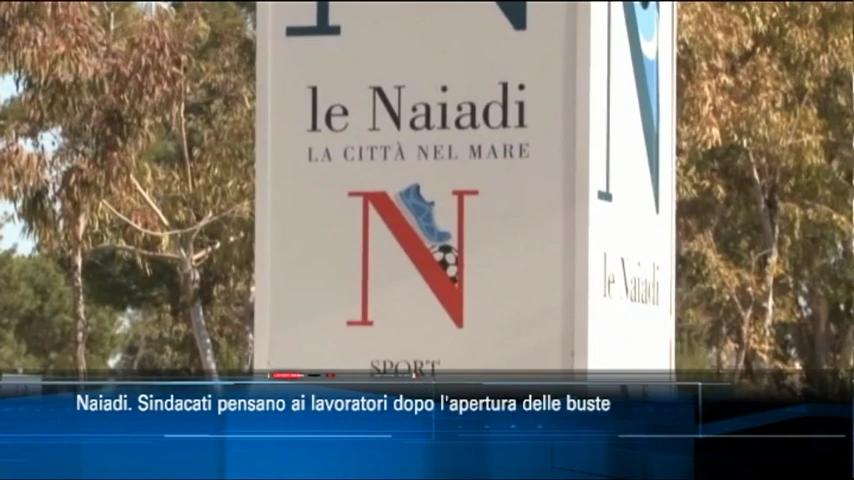 le Naiadi
LA CITTÀ NEL MARE
N
SPORT
le Naiadi
Naiadi. Sindacati pensano ai lavoratori dopo l'apertura delle buste